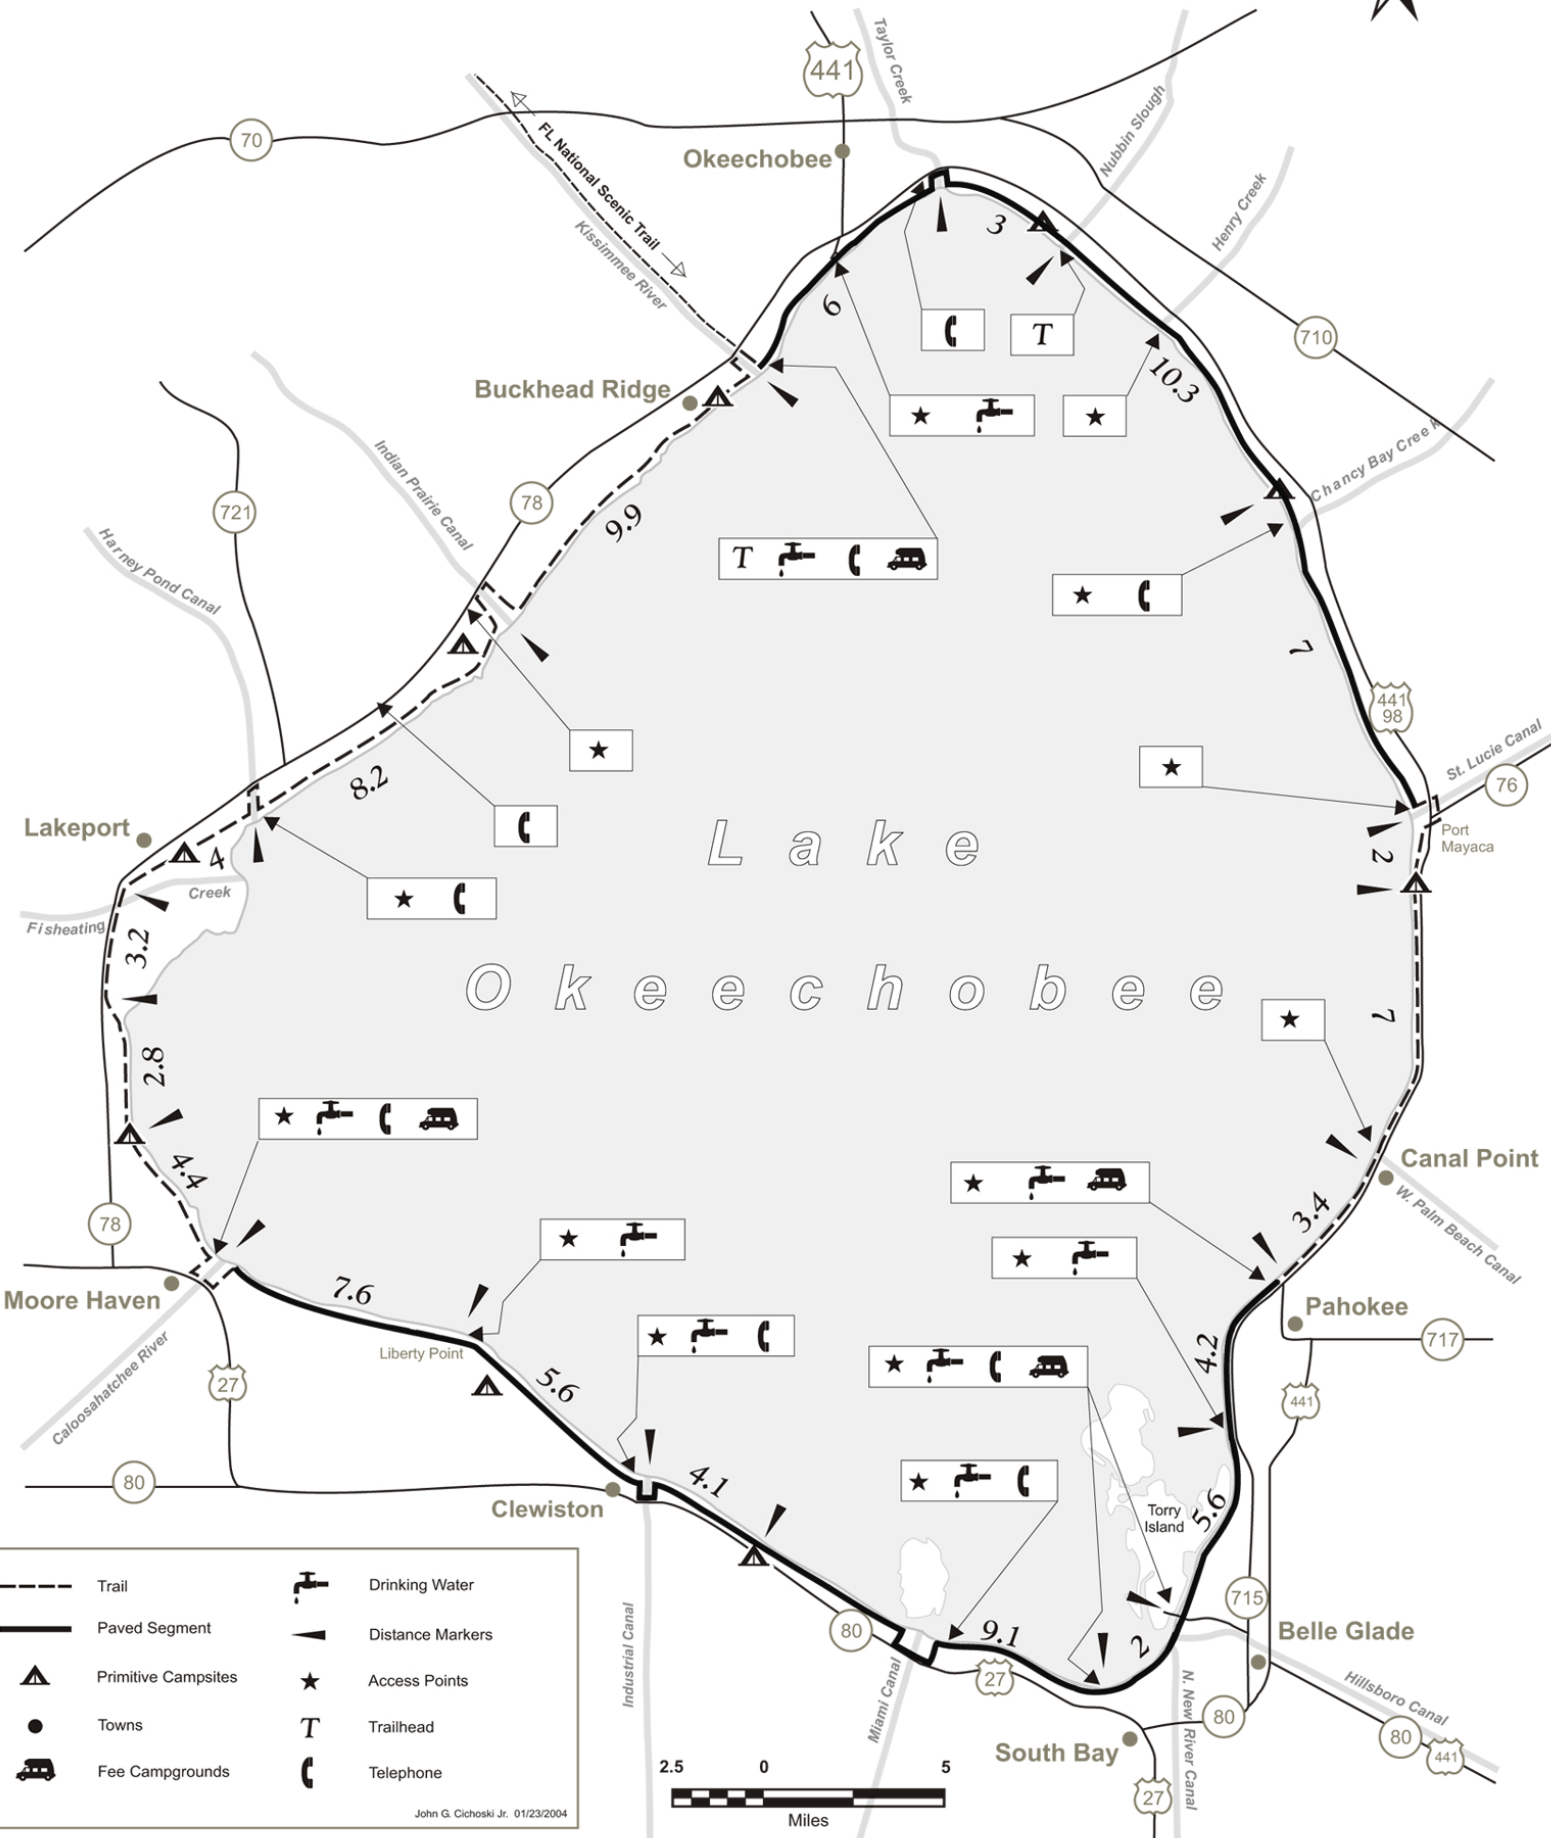 441
Taylor Creek
70
Okeechobee
FL National Scenic Trail
Kissimmee River
Nubbin Slough
Henry Creek
3
6
T
710
10.3
Buckhead Ridge
721
78
Indian Prairie Canal
Harney Pond Canal
9.9
T
Chancy Bay Creek
7
441
98
St. Lucie Canal
76
8.2
Lakeport
Port
Mayaca
Lake
4
2
Creek
Fisheating
3.2
Okeechobee
7
2.8
4.4
Canal Point
W. Palm Beach Canal
3.4
78
Moore Haven
7.6
Pahokee
717
Liberty Point
4.2
27
Caloosahatchee River
5.6
441
80
4.1
Clewiston
Torry
Island
5.6
715
Belle Glade
80
9.1
2
27
Hillsboro Canal
Industrial Canal
Miami Canal
N. New River Canal
80
80
441
South Bay
27
Trail
Drinking Water
Paved Segment
Distance Markers
Primitive Campsites
Access Points
Towns
T
Trailhead
Fee Campgrounds
Telephone
John G. Cichoski Jr. 01/23/2004
2.5 0 5
Miles